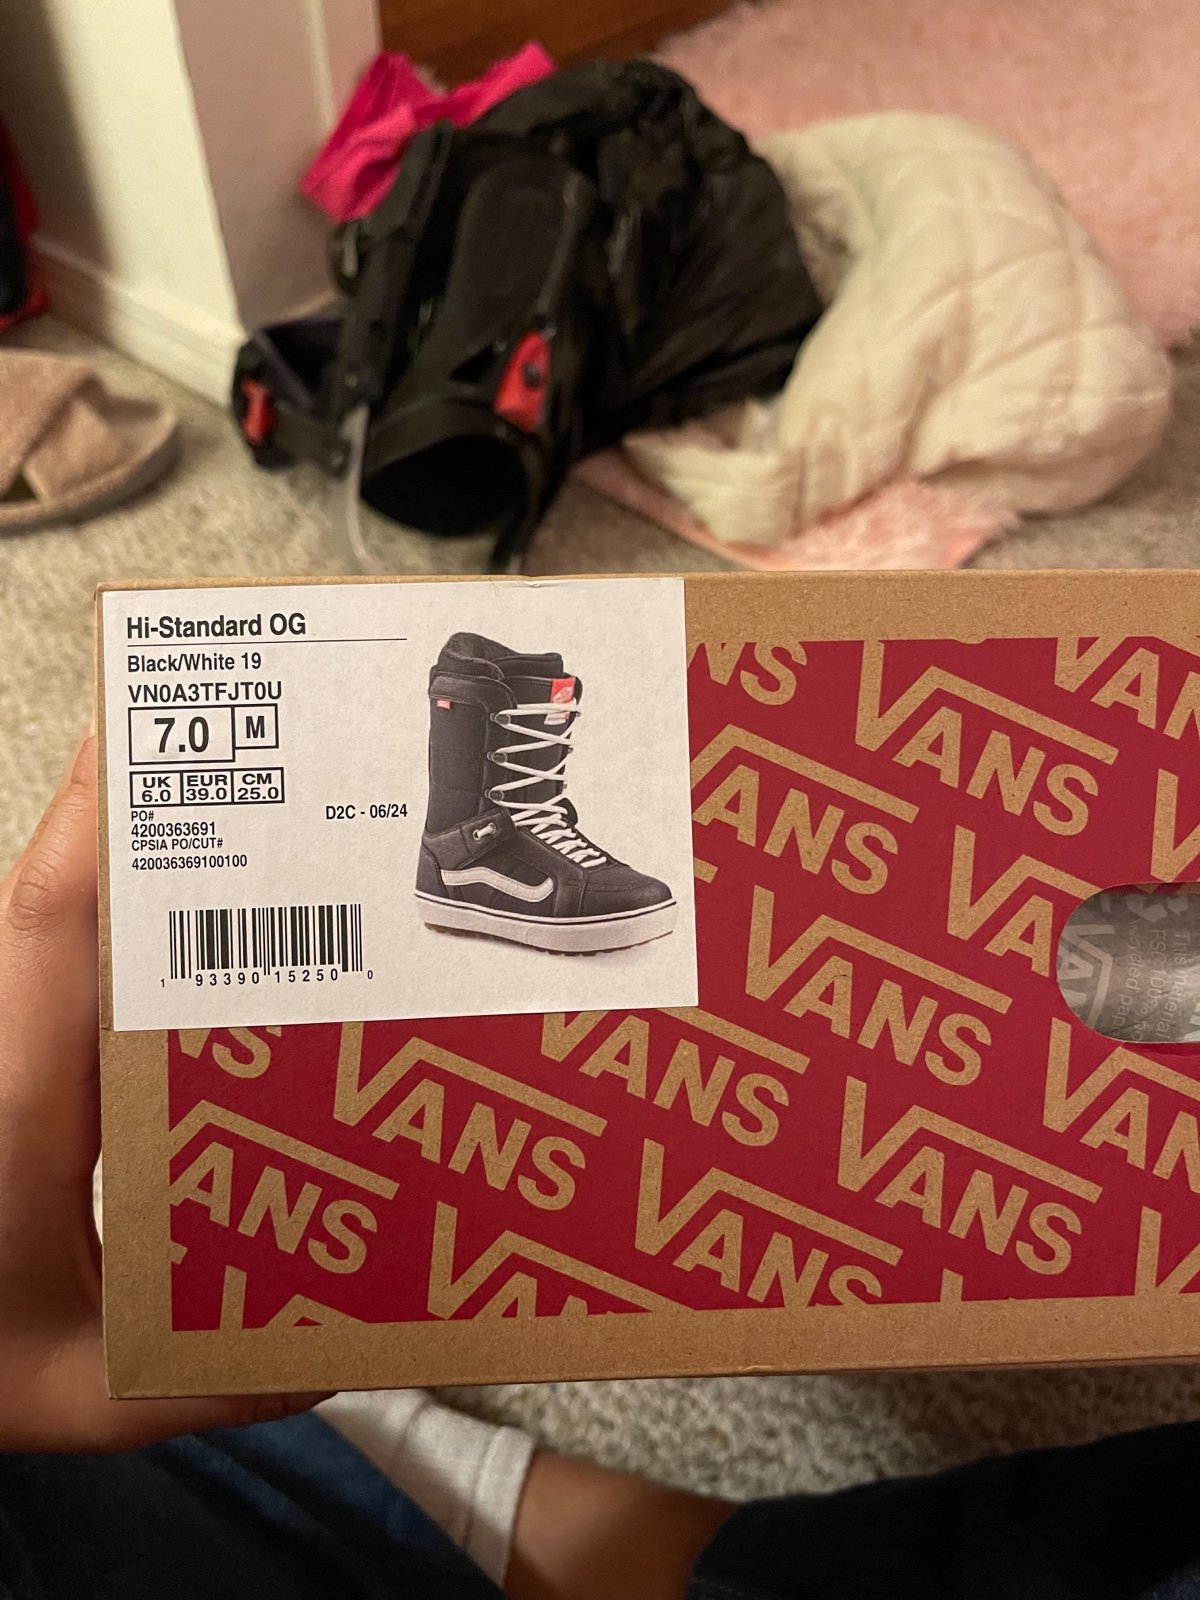 Hi-Standard OG
Black/White 19
VN0A3TFJT0U
7.0 M
UK EUR CM
6.0 39.0 25.0
PO#
4200363691
CPSIA PO/CUT#
420036369100100
D2C - 06/24
1 93390 15250 0
VANS
VANS
VANS
VANS
VANS
VANS
VANS
VANS
VANS
VANS
VANS